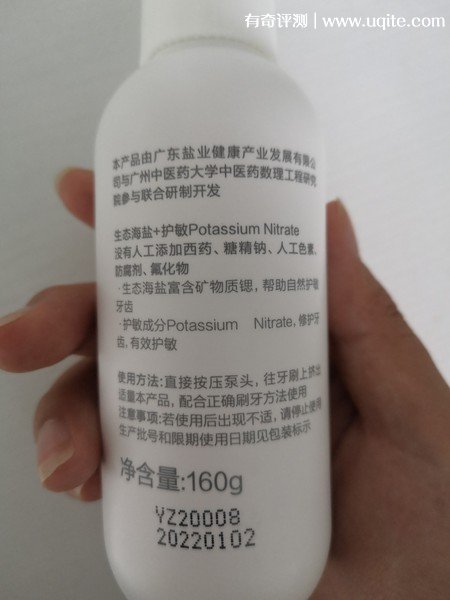 有奇评测 | www.uqite.com
本产品由广东盐业健康产业发展有限公
司与广州中医药大学中医药数理工程研究
院参与联合研制开发
生态海盐+护敏Potassium Nitrate
没有人工添加西药、糖精钠、人工色素、
防腐剂、氟化物
·生态海盐富含矿物质锶，帮助自然护敏
牙齿
·护敏成分Potassium Nitrate，修护牙
齿，有效护敏
使用方法：直接按压泵头，往牙刷上挤出
适量本产品，配合正确刷牙方法使用
注意事项：若使用后出现不适，请停止使用
生产批号和限期使用日期见包装标示
净含量:160g
YZ20008
20220102